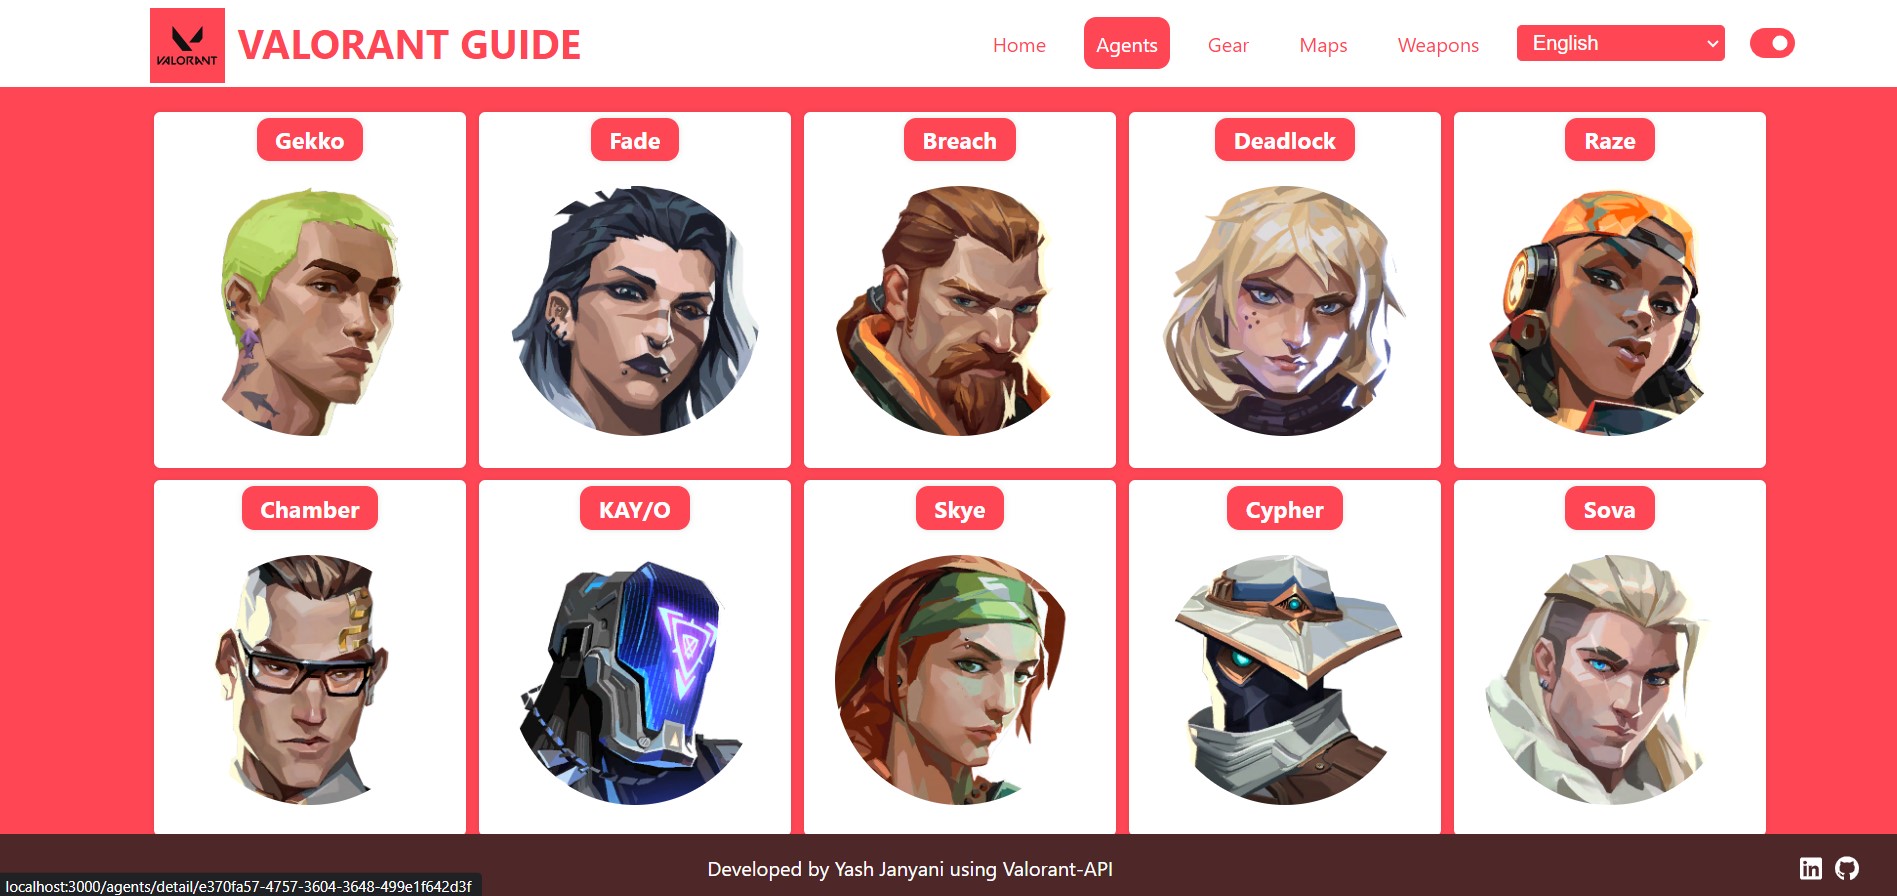 VALORANT
VALORANT GUIDE
Home
Agents
Gear
Maps
Weapons
English
Gekko
Fade
Breach
Deadlock
Raze
Chamber
KAY/O
Skye
Cypher
Sova
Developed by Yash Janyani using Valorant-API
in
localhost:3000/agents/detail/e370fa57-4757-3604-3648-499e1f642d3f